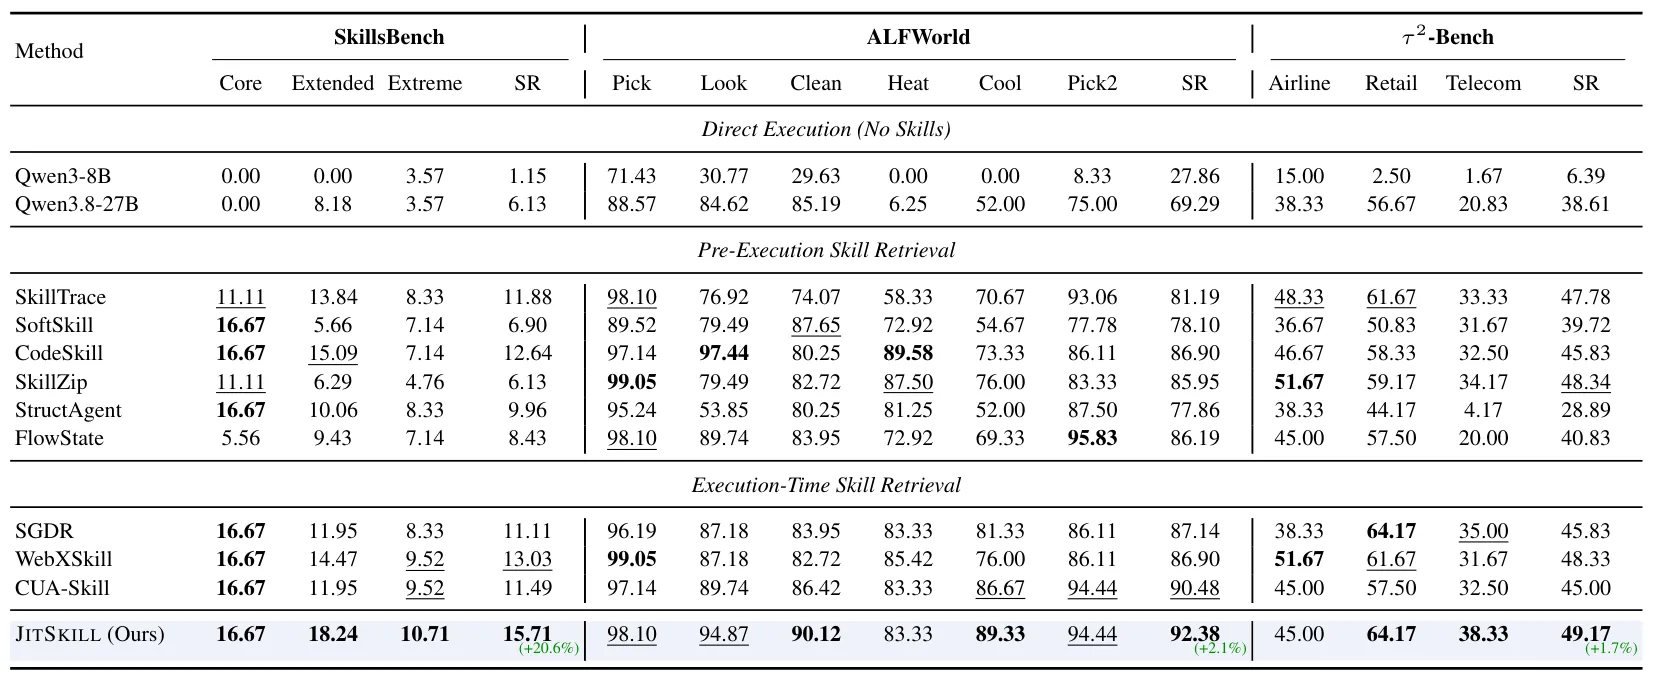 Method SkillsBench ALFWorld τ²-Bench
Core Extended Extreme SR Pick Look Clean Heat Cool Pick2 SR Airline Retail Telecom SR
Direct Execution (No Skills)
Qwen3-8B 0.00 0.00 3.57 1.15 71.43 30.77 29.63 0.00 0.00 8.33 27.86 15.00 2.50 1.67 6.39
Qwen3.8-27B 0.00 8.18 3.57 6.13 88.57 84.62 85.19 6.25 52.00 75.00 69.29 38.33 56.67 20.83 38.61
Pre-Execution Skill Retrieval
SkillTrace 11.11 13.84 8.33 11.88 98.10 76.92 74.07 58.33 70.67 93.06 81.19 48.33 61.67 33.33 47.78
SoftSkill 16.67 5.66 7.14 6.90 89.52 79.49 87.65 72.92 54.67 77.78 78.10 36.67 50.83 31.67 39.72
CodeSkill 16.67 15.09 7.14 12.64 97.14 97.44 80.25 89.58 73.33 86.11 86.90 46.67 58.33 32.50 45.83
SkillZip 11.11 6.29 4.76 6.13 99.05 79.49 82.72 87.50 76.00 83.33 85.95 51.67 59.17 34.17 48.34
StructAgent 16.67 10.06 8.33 9.96 95.24 53.85 80.25 81.25 52.00 87.50 77.86 38.33 44.17 4.17 28.89
FlowState 5.56 9.43 7.14 8.43 98.10 89.74 83.95 72.92 69.33 95.83 86.19 45.00 57.50 20.00 40.83
Execution-Time Skill Retrieval
SGDR 16.67 11.95 8.33 11.11 96.19 87.18 83.95 83.33 81.33 86.11 87.14 38.33 64.17 35.00 45.83
WebXSkill 16.67 14.47 9.52 13.03 99.05 87.18 82.72 85.42 76.00 86.11 86.90 51.67 61.67 31.67 48.33
CUA-Skill 16.67 11.95 9.52 11.49 97.14 89.74 86.42 83.33 86.67 94.44 90.48 45.00 57.50 32.50 45.00
JITSKILL (Ours) 16.67 18.24 10.71 15.71 98.10 94.87 90.12 83.33 89.33 94.44 92.38 45.00 64.17 38.33 49.17
(+20.6%) (+2.1%) (+1.7%)